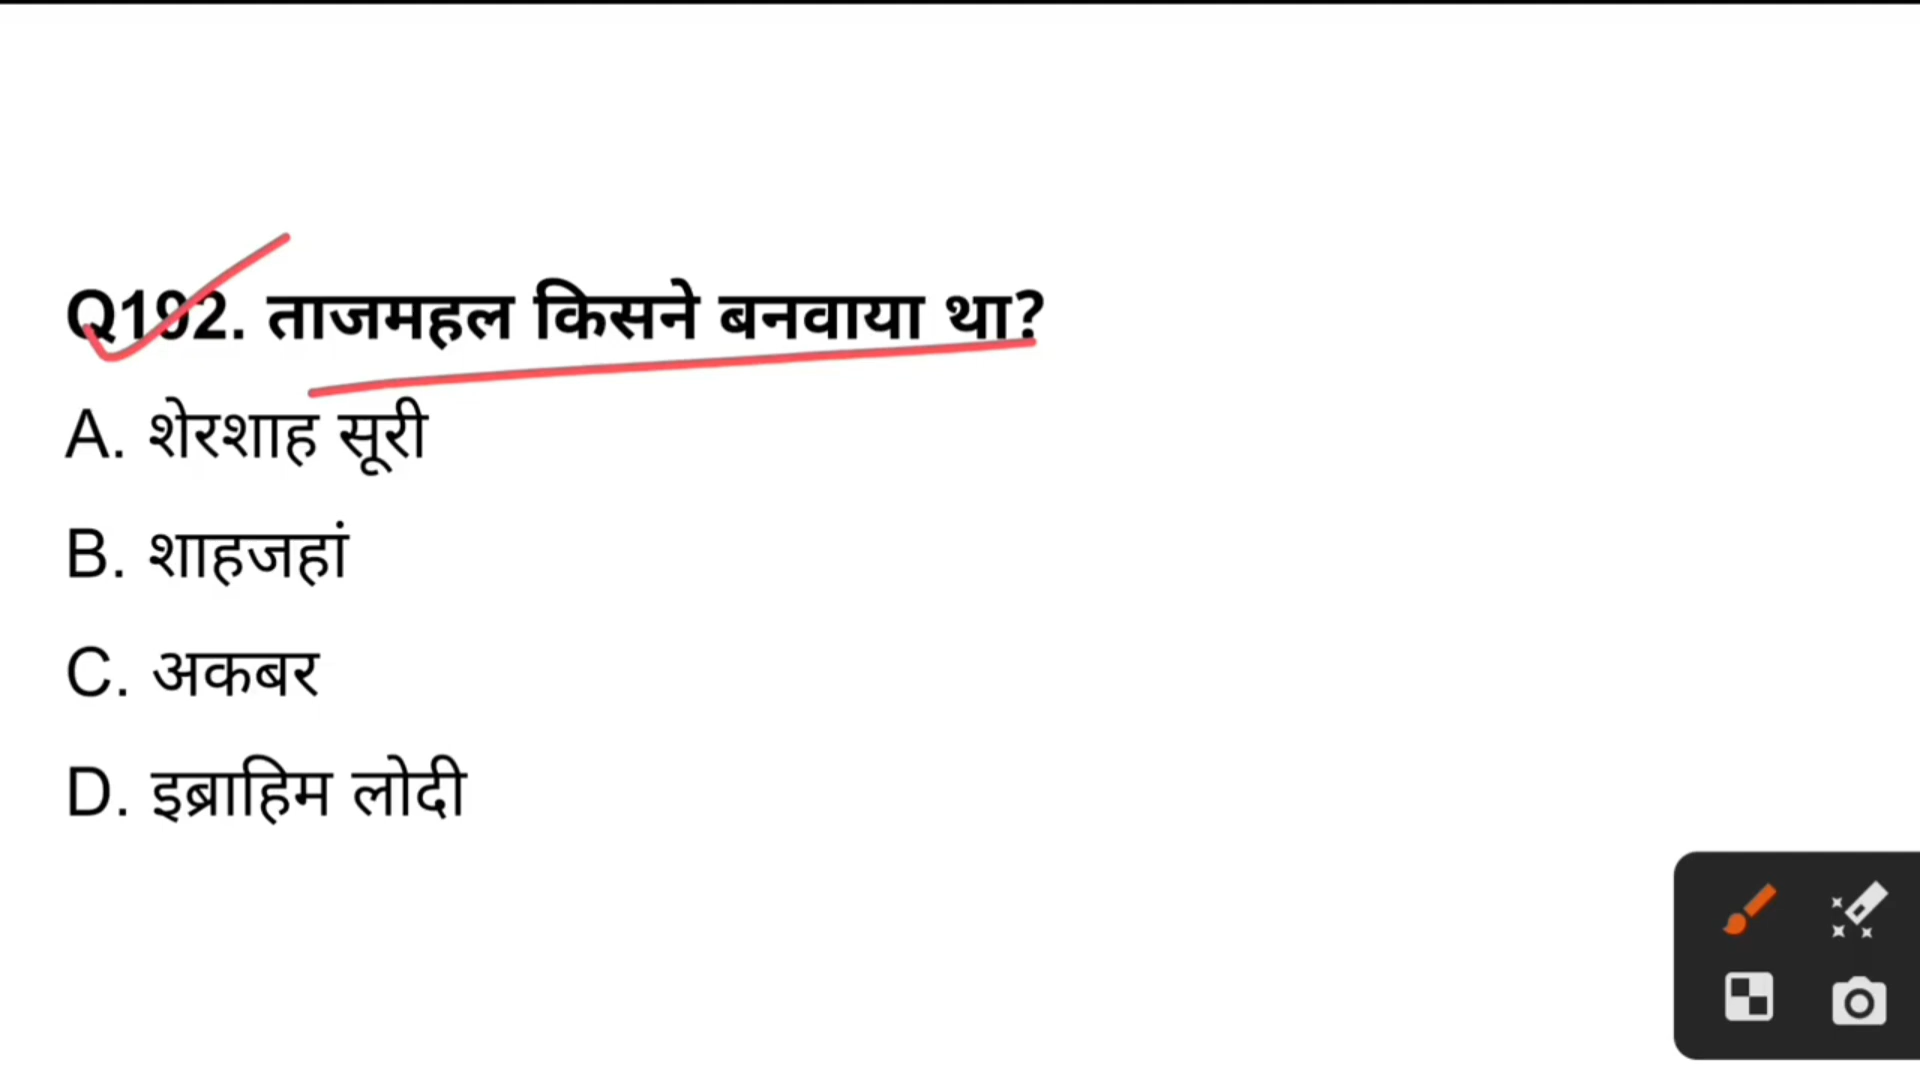 Q192. ताजमहल किसने बनवाया था?
A. शेरशाह सूरी
B. शाहजहां
C. अकबर
D. इब्राहिम लोदी